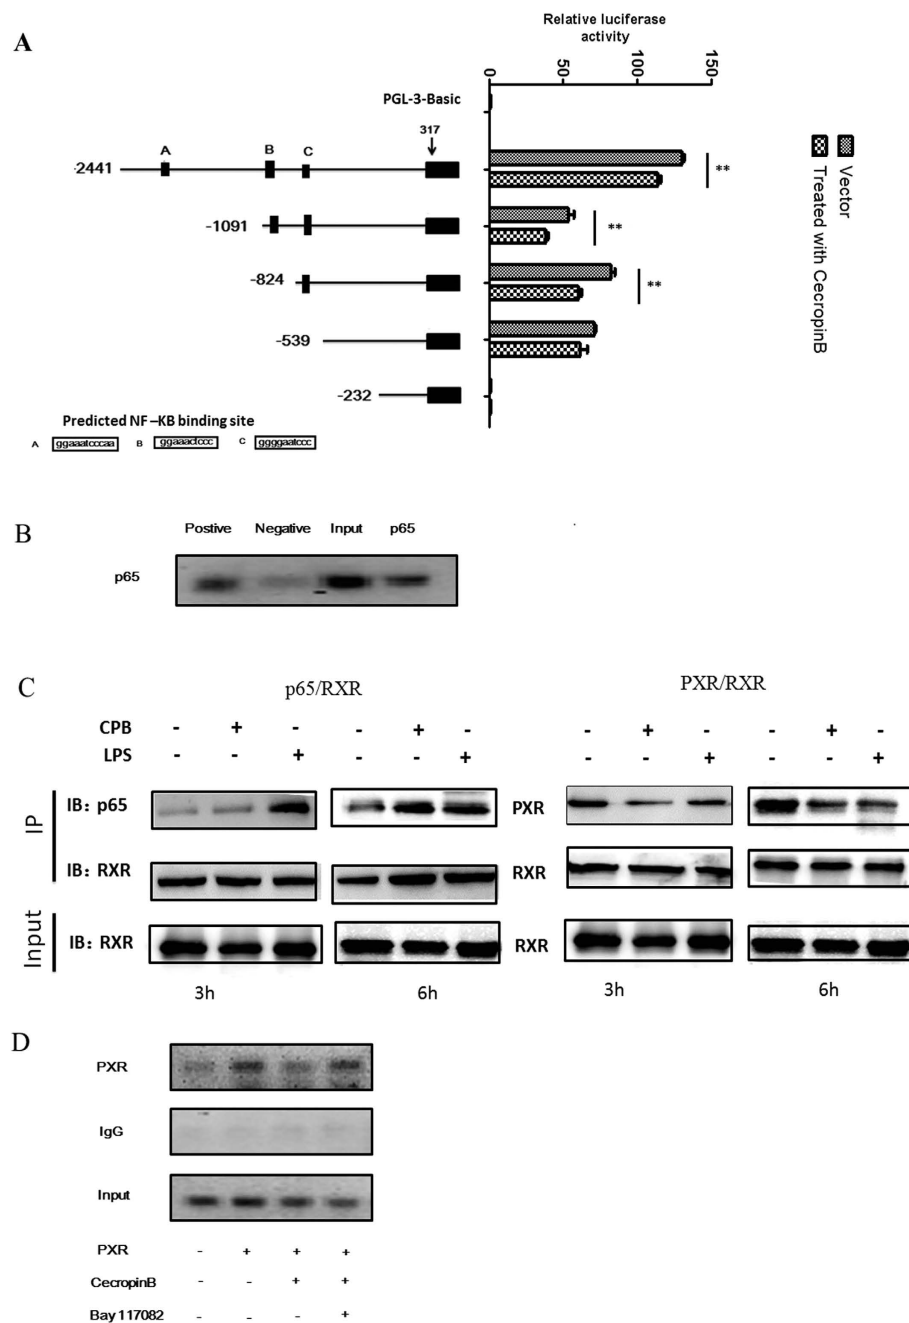 A
Relative luciferase
activity
0
50
100
150
Vector
Treated with CecropinB
PGL-3-Basic
317
A
B
C
-2441
**
-1091
**
-824
**
-539
-232
Predicted NF –KB binding site
A ggaaatcccaa B ggaaactccc C ggggaatccc
B
Postive Negative Input p65
p65
C
p65/RXR
PXR/RXR
CPB - + - - + - - + - - + -
LPS - - + - - + - - + - - +
IP
IB: p65
PXR
IB: RXR
RXR
Input
IB: RXR
RXR
3h 6h 3h 6h
D
PXR
IgG
Input
PXR - + + +
CecropinB - - + +
Bay 117082 - - - +